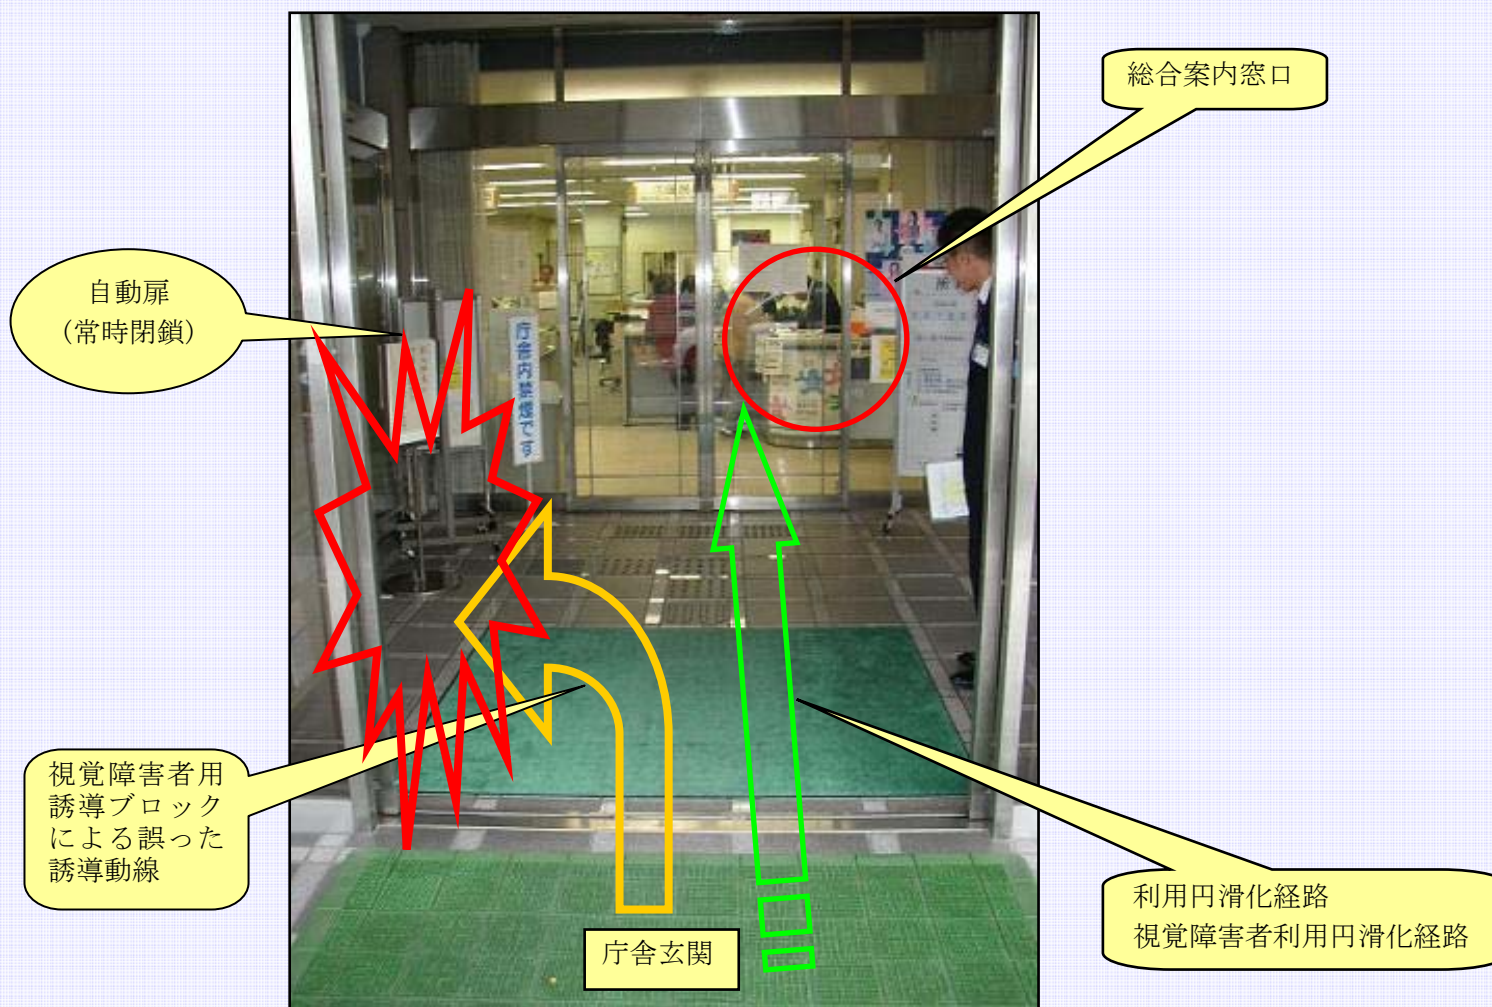 総合案内窓口
自動扉
（常時閉鎖）
庁舎内禁煙です
視覚障害者用
誘導ブロック
による誤った
誘導動線
利用円滑化経路
視覚障害者利用円滑化経路
庁舎玄関